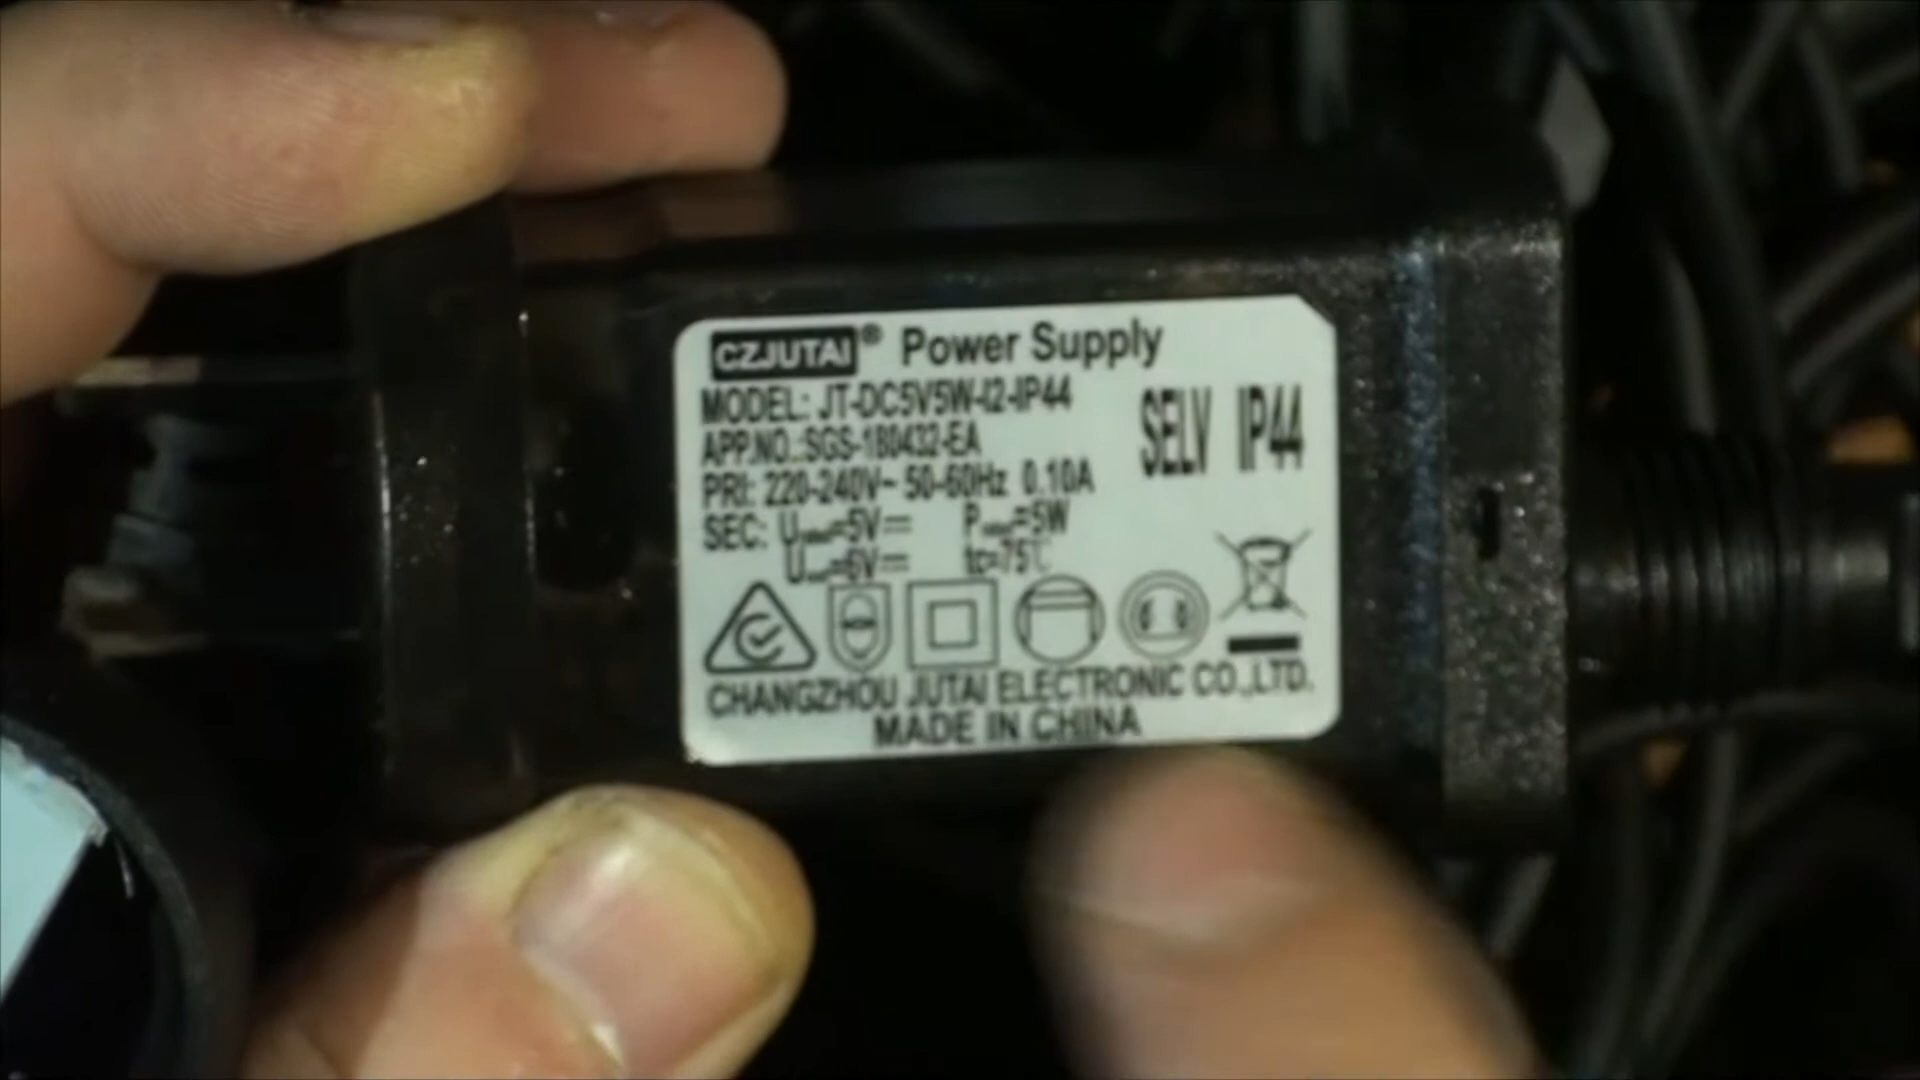 CZJUTAI® Power Supply
MODEL: JT-DC5V5W-I2-IP44
SELV IP44
APP.NO.:SGS-180432-EA
PRI: 220-240V~ 50-60Hz 0.10A
SEC: U=5V⎓ P=5W
U=6V⎓ tc=75℃
CHANGZHOU JUTAI ELECTRONIC CO.,LTD.
MADE IN CHINA